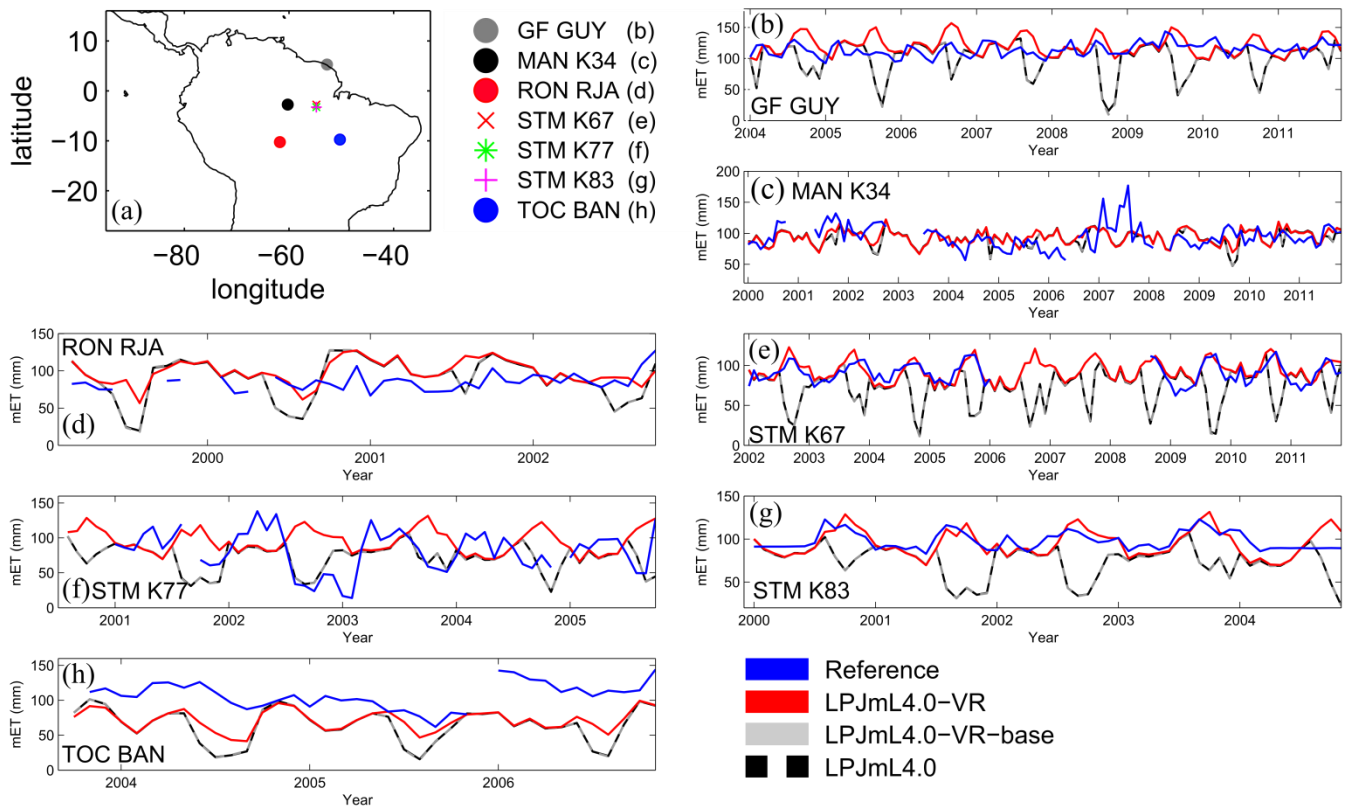 10
0
−10
−20
latitude
(a)
−80
−60
−40
longitude
GF GUY (b)
MAN K34 (c)
RON RJA (d)
STM K67 (e)
STM K77 (f)
STM K83 (g)
TOC BAN (h)
(b)
150
100
50
0
mET (mm)
GF GUY
2004 2005 2006 2007 2008 2009 2010 2011
Year
(c) MAN K34
200
150
100
50
mET (mm)
2000 2001 2002 2003 2004 2005 2006 2007 2008 2009 2010 2011
Year
RON RJA
150
100
50
0
mET (mm)
(d)
2000 2001 2002
Year
(e)
100
50
0
mET (mm)
STM K67
2002 2003 2004 2005 2006 2007 2008 2009 2010 2011
Year
150
100
50
0
mET (mm)
(f) STM K77
2001 2002 2003 2004 2005
Year
(g)
150
100
50
0
mET (mm)
STM K83
2000 2001 2002 2003 2004
Year
(h)
150
100
50
0
mET (mm)
TOC BAN
2004 2005 2006
Year
Reference
LPJmL4.0−VR
LPJmL4.0−VR−base
LPJmL4.0